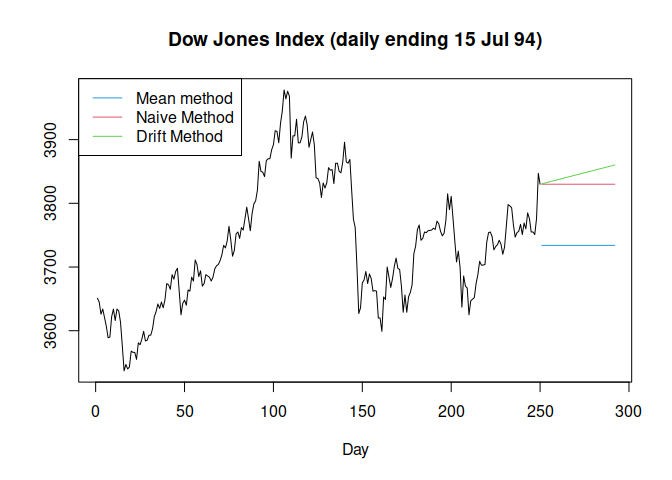 Dow Jones Index (daily ending 15 Jul 94)
Mean method
Naive Method
Drift Method
3900
3800
3700
3600
0 50 100 150 200 250 300
Day